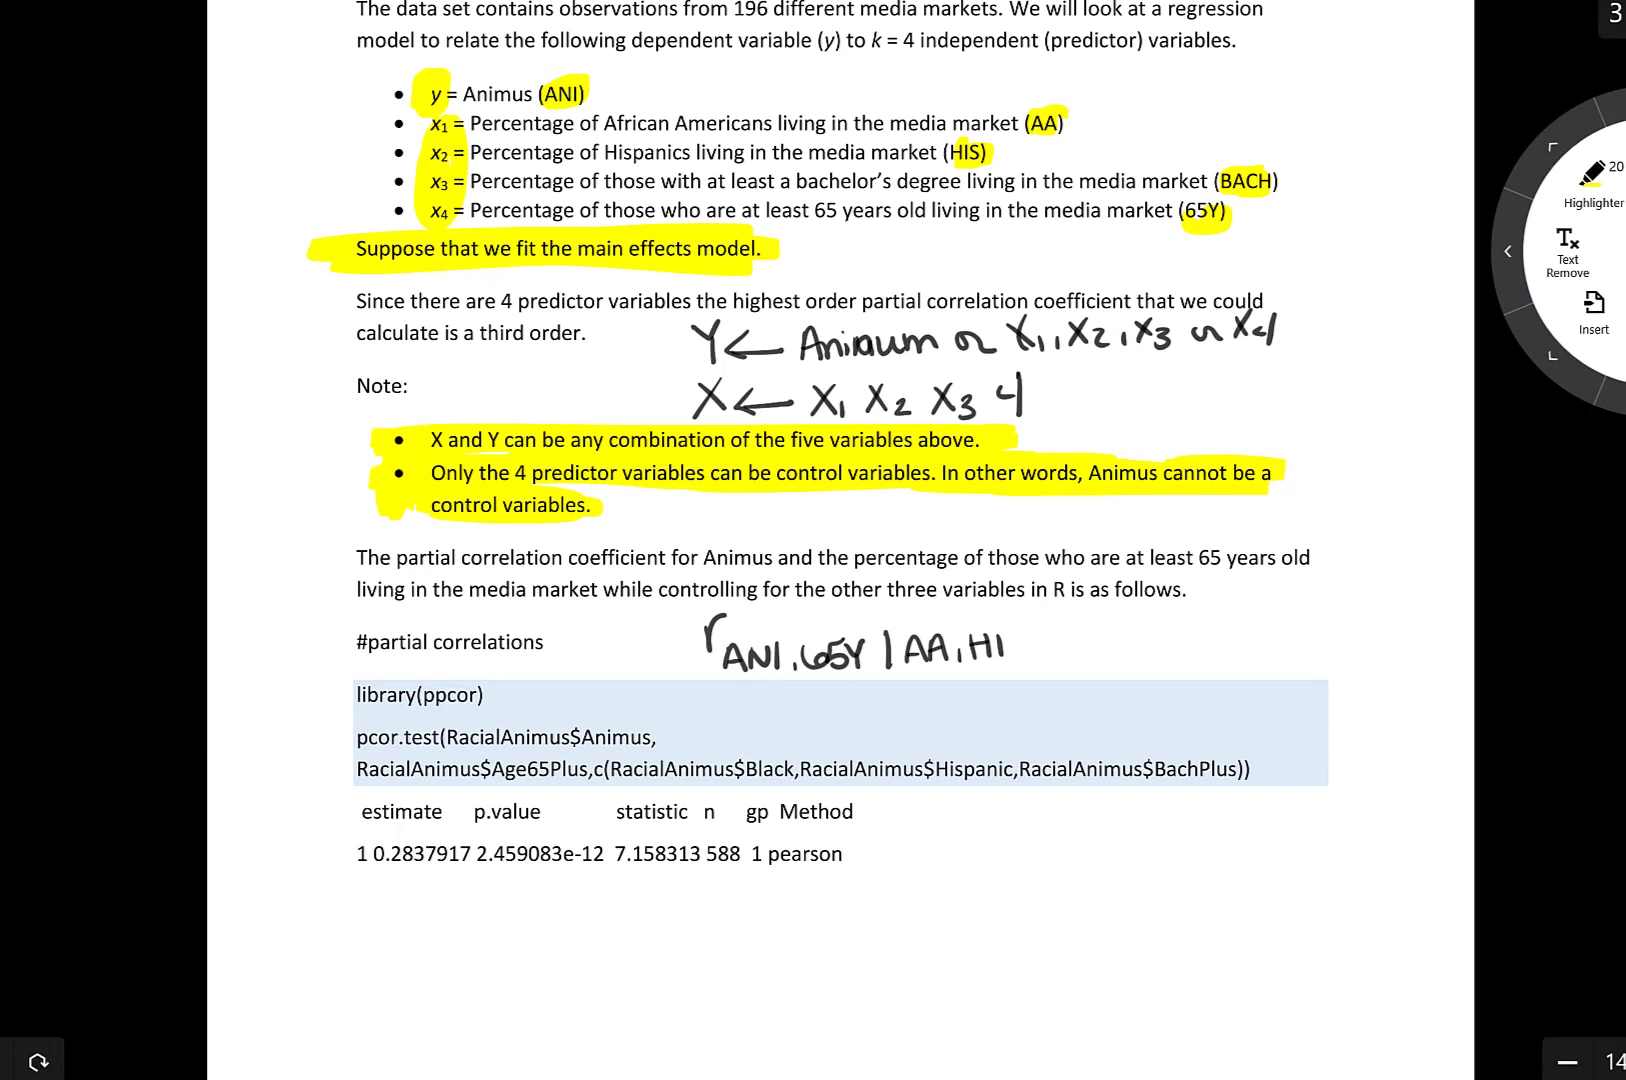 The data set contains observations from 196 different media markets. We will look at a regression
model to relate the following dependent variable (y) to k = 4 independent (predictor) variables.
• y = Animus (ANI)
• x1 = Percentage of African Americans living in the media market (AA)
• x2 = Percentage of Hispanics living in the media market (HIS)
• x3 = Percentage of those with at least a bachelor's degree living in the media market (BACH)
• x4 = Percentage of those who are at least 65 years old living in the media market (65Y)
Suppose that we fit the main effects model.
Since there are 4 predictor variables the highest order partial correlation coefficient that we could
calculate is a third order.
Y ← Animum or X1, X2, X3 or X4
Note:
X ← X1 X2 X3 4
• X and Y can be any combination of the five variables above.
• Only the 4 predictor variables can be control variables. In other words, Animus cannot be a
control variables.
The partial correlation coefficient for Animus and the percentage of those who are at least 65 years old
living in the media market while controlling for the other three variables in R is as follows.
#partial correlations
r ANI, 65Y | AA, HI
library(ppcor)
pcor.test(RacialAnimus$Animus,
RacialAnimus$Age65Plus,c(RacialAnimus$Black,RacialAnimus$Hispanic,RacialAnimus$BachPlus))
estimate p.value statistic n gp Method
1 0.2837917 2.459083e-12 7.158313 588 1 pearson
3
20
Highlighter
Text
Remove
Insert
14